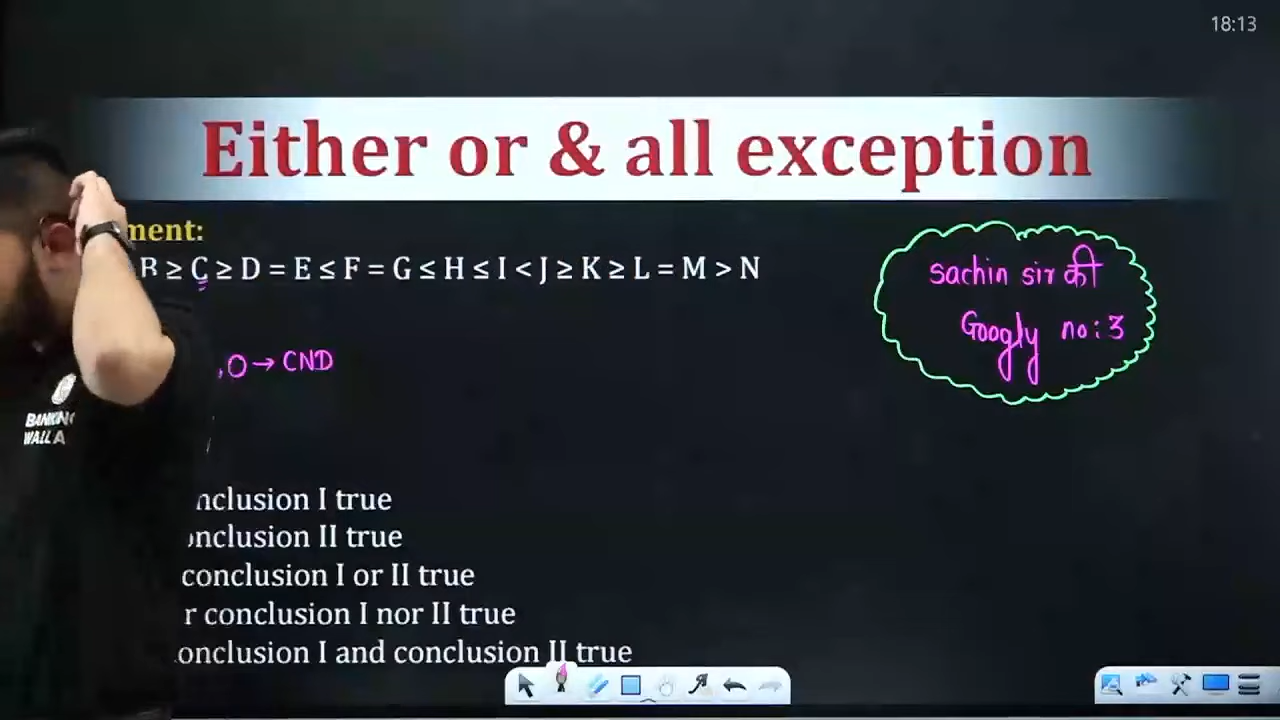 18:13
Either or & all exception
ment:
B ≥ C ≥ D = E ≤ F = G ≤ H ≤ I < J ≥ K ≥ L = M > N
Sachin sir की
Googly no: 3
,O → CND
BANKING
WALLA
nclusion I true
onclusion II true
conclusion I or II true
r conclusion I nor II true
onclusion I and conclusion II true